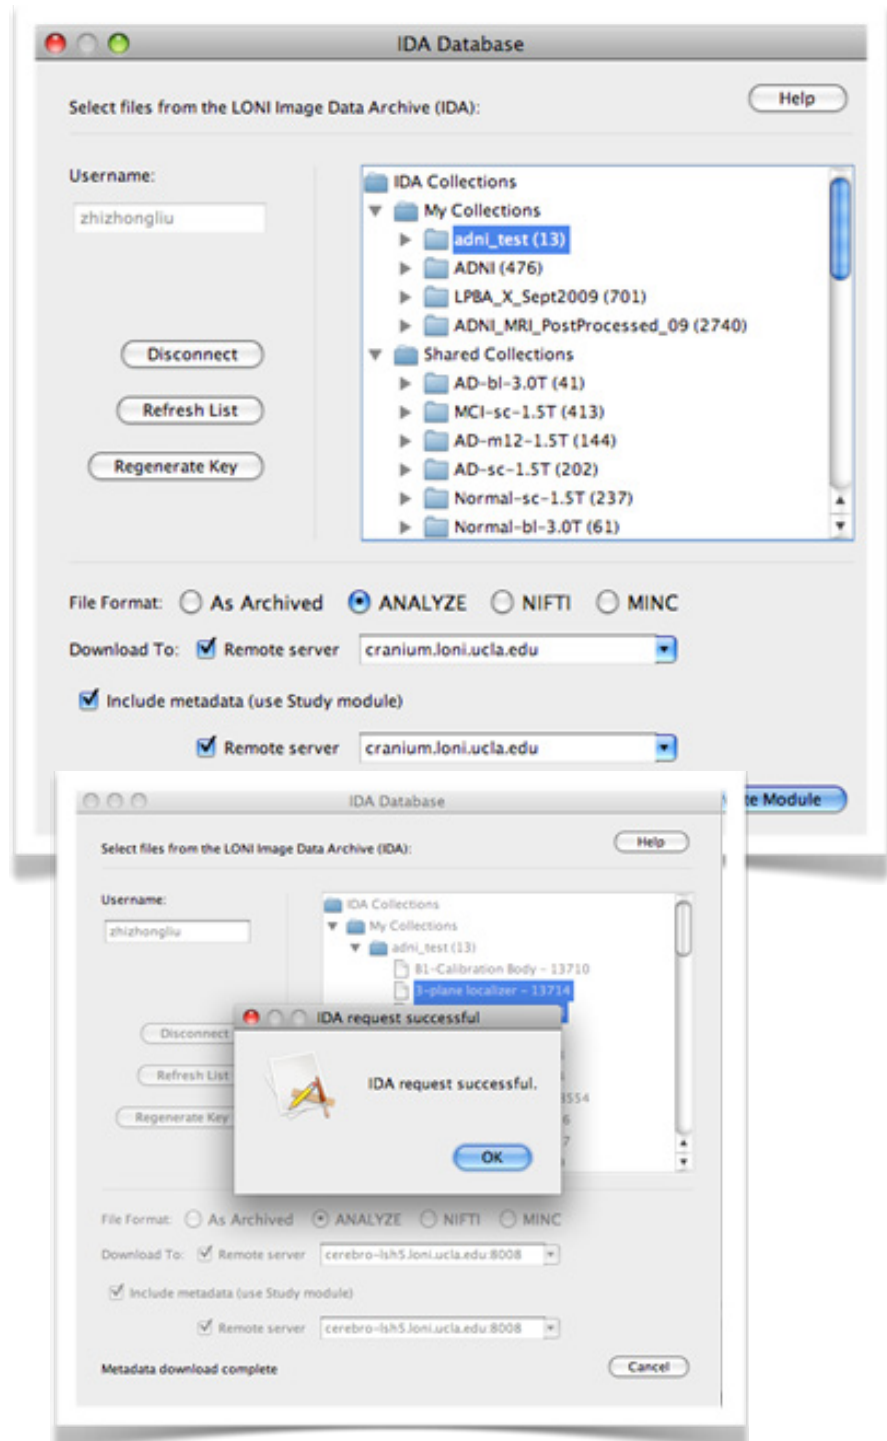 IDA Database
Select files from the LONI Image Data Archive (IDA):
Help
Username:
zhizhongliu
Disconnect
Refresh List
Regenerate Key
IDA Collections
My Collections
adni_test (13)
ADNI (476)
LPBA_X_Sept2009 (701)
ADNI_MRI_PostProcessed_09 (2740)
Shared Collections
AD-bl-3.0T (41)
MCI-sc-1.5T (413)
AD-m12-1.5T (144)
AD-sc-1.5T (202)
Normal-sc-1.5T (237)
Normal-bl-3.0T (61)
File Format: As Archived ANALYZE NIFTI MINC
Download To: Remote server cranium.loni.ucla.edu
Include metadata (use Study module)
Remote server cranium.loni.ucla.edu
Module
IDA Database
Select files from the LONI Image Data Archive (IDA):
Help
Username:
zhizhongliu
Disconnect
Refresh List
Regenerate Key
IDA Collections
My Collections
adni_test (13)
B1-Calibration Body - 13710
3-plane localizer - 13714
IDA request successful
IDA request successful.
OK
File Format: As Archived ANALYZE NIFTI MINC
Download To: Remote server cerebro-lsh5.loni.ucla.edu:8008
Include metadata (use Study module)
Remote server cerebro-lsh5.loni.ucla.edu:8008
Metadata download complete
Cancel